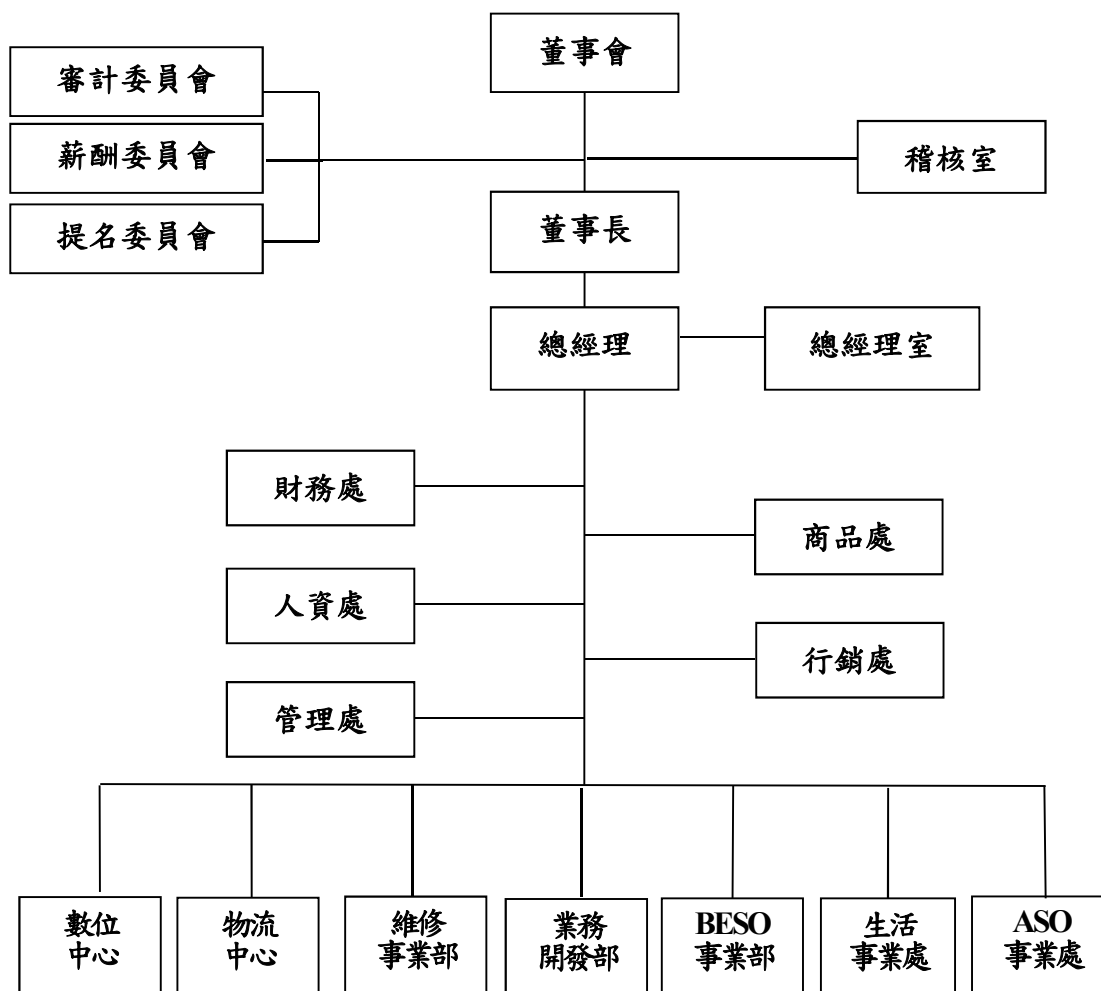 董事會
審計委員會
薪酬委員會
稽核室
提名委員會
董事長
總經理
總經理室
財務處
商品處
人資處
行銷處
管理處
數位
中心
物流
中心
維修
事業部
業務
開發部
BESO
事業部
生活
事業處
ASO
事業處